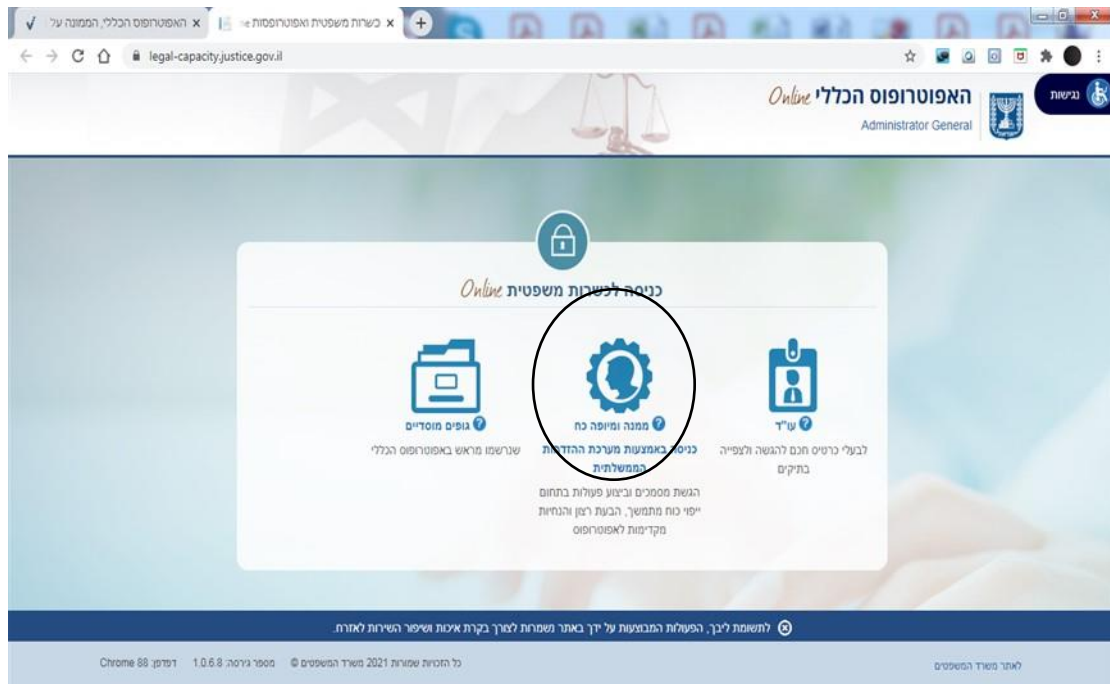 האפוטרופוס הכללי, הממונה על
כשרות משפטית ואפוטרופסות
legal-capacity.justice.gov.il
נגישות
האפוטרופוס הכללי Online
Administrator General
כניסה לכשרות משפטית Online
עו"ד
לבעלי כרטיס חכם להגשה ולצפייה
בתיקים
ממנה ומיופה כח
כניסה באמצעות מערכת ההזדהות
הממשלתית
הגשת מסמכים וביצוע פעולות בתחום
ייפוי כוח מתמשך, הבעת רצון והנחיות
מקדימות לאפוטרופוס
גופים מוסדיים
שנרשמו מראש באפוטרופוס הכללי
לתשומת ליבך, הפעולות המבוצעות על ידך באתר נשמרות לצורך בקרת איכות ושיפור השירות לאזרח.
לאתר משרד המשפטים
כל הזכויות שמורות 2021 משרד המשפטים © מספר גירסה: 1.0.6.8 דפדפן: Chrome 88